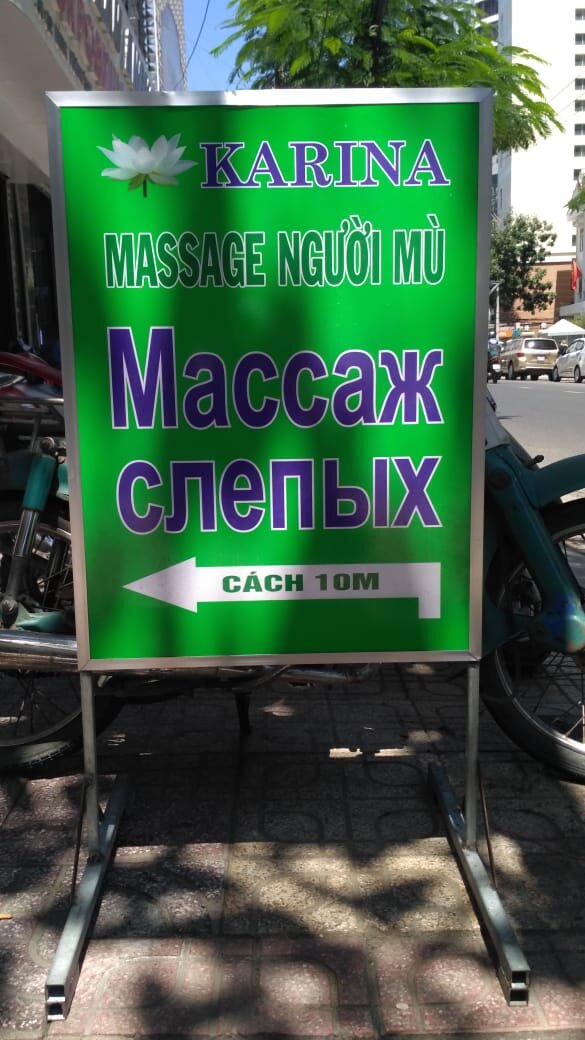 KARINA
MASSAGE NGƯỜI MÙ
Массаж
слепых
CÁCH 10M